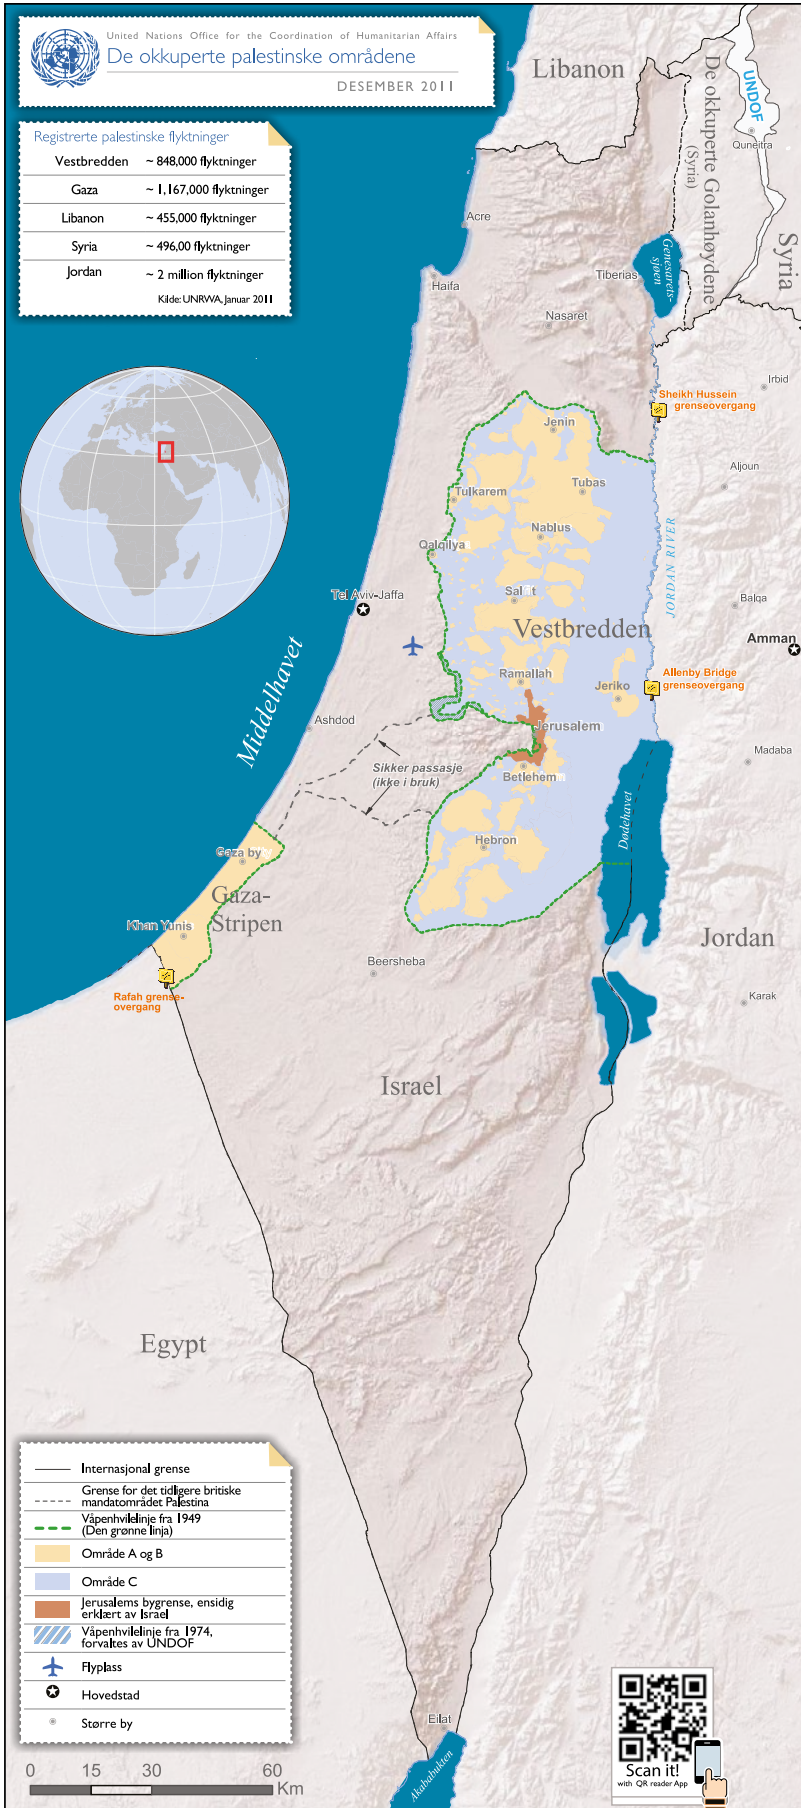 United Nations Office for the Coordination of Humanitarian Affairs
De okkuperte palestinske områdene
DESEMBER 2011
Registrerte palestinske flyktninger
Vestbredden ~ 848,000 flyktninger
Gaza ~ 1,167,000 flyktninger
Libanon ~ 455,000 flyktninger
Syria ~ 496,00 flyktninger
Jordan ~ 2 million flyktninger
Kilde: UNRWA, Januar 2011
Libanon
De okkuperte Golanhøydene
(Syria)
UNDOF
Quneitra
Syria
Acre
Genesarets-
sjøen
Tiberias
Haifa
Nasaret
Irbid
Sheikh Hussein
grenseovergang
Jenin
Ajloun
Tulkarem
Tubas
Nablus
Qalqilya
JORDAN RIVER
Tel Aviv-Jaffa
Salfit
Balqa
Vestbredden
Amman
Middelhavet
Ramallah
Jeriko
Allenby Bridge
grenseovergang
Ashdod
Jerusalem
Madaba
Sikker passasje
(ikke i bruk)
Betlehem
Dødehavet
Hebron
Gaza by
Gaza-
Stripen
Khan Yunis
Jordan
Beersheba
Rafah grense-
overgang
Karak
Israel
Egypt
Internasjonal grense
Grense for det tidligere britiske
mandatområdet Palestina
Våpenhvilelinje fra 1949
(Den grønne linja)
Område A og B
Område C
Jerusalems bygrense, ensidig
erklært av Israel
Våpenhvilelinje fra 1974,
forvaltes av UNDOF
Flyplass
Hovedstad
Større by
Eilat
Akababukten
0 15 30 60
Km
Scan it!
with QR reader App